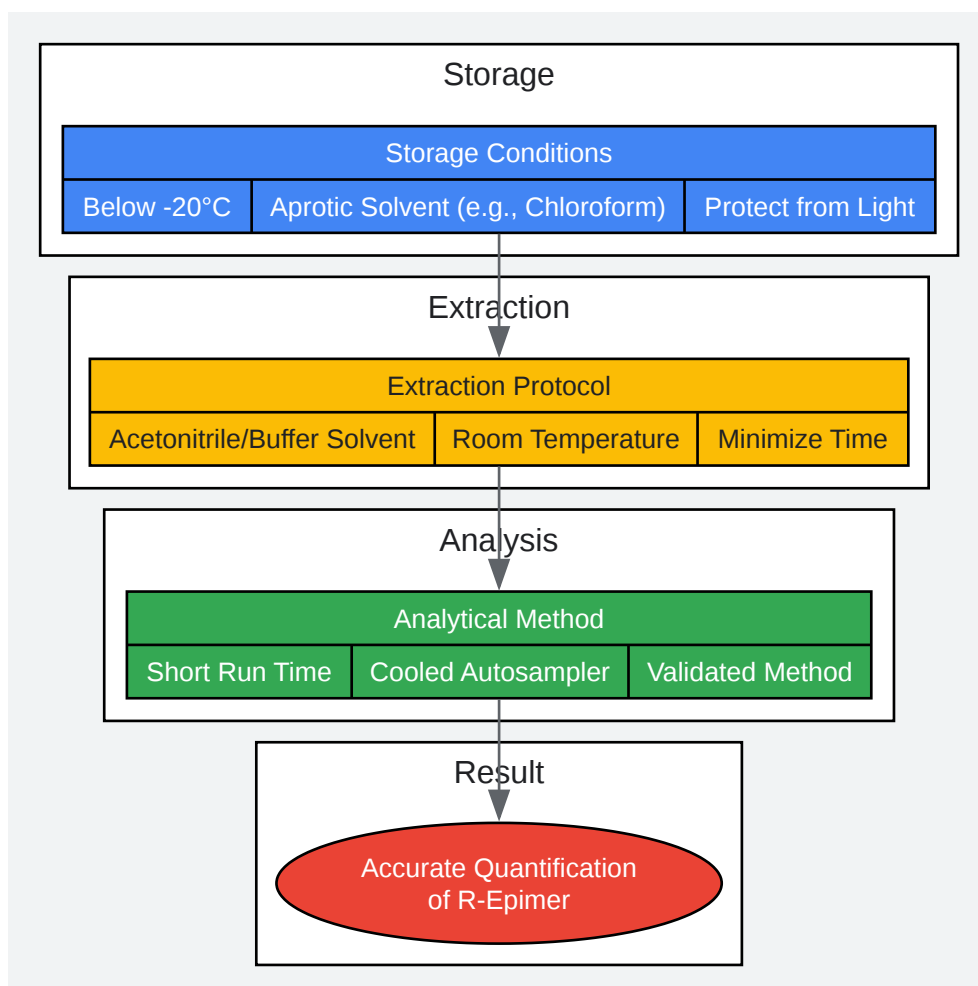 Storage
Storage Conditions
Below -20°C
Aprotic Solvent (e.g., Chloroform)
Protect from Light
Extraction
Extraction Protocol
Acetonitrile/Buffer Solvent
Room Temperature
Minimize Time
Analysis
Analytical Method
Short Run Time
Cooled Autosampler
Validated Method
Result
Accurate Quantification
of R-Epimer